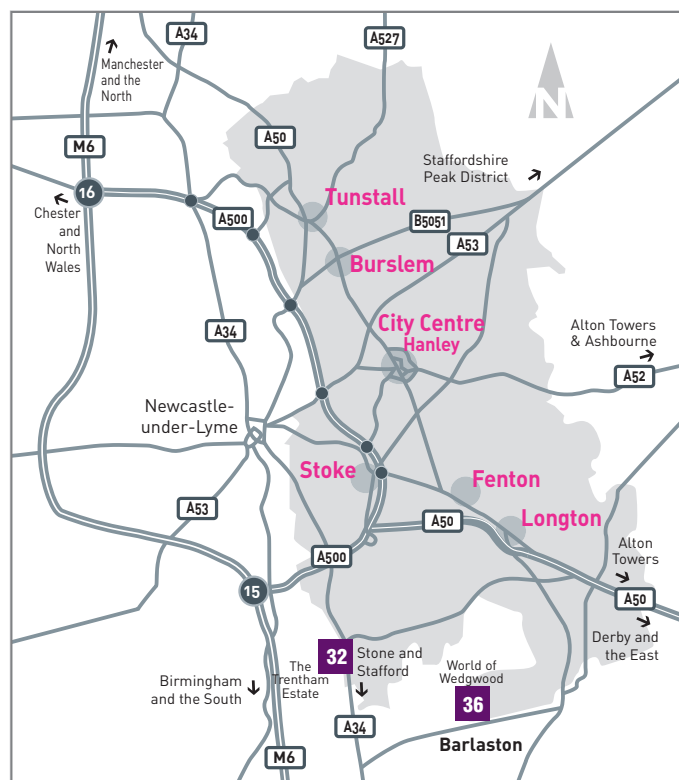 A34
A527
Manchester
and the
North
A50
N
M6
Staffordshire
Peak District
16
Tunstall
A500
B5051
Chester
and
North
Wales
A53
Burslem
City Centre
Hanley
A34
Alton Towers
& Ashbourne
A52
Newcastle-
under-Lyme
Stoke
Fenton
A53
A50
Longton
A500
Alton
Towers
15
A50
Derby and
the East
32
Stone and
Stafford
The
Trentham
Estate
World of
Wedgwood
36
Birmingham
and the South
A34
Barlaston
M6